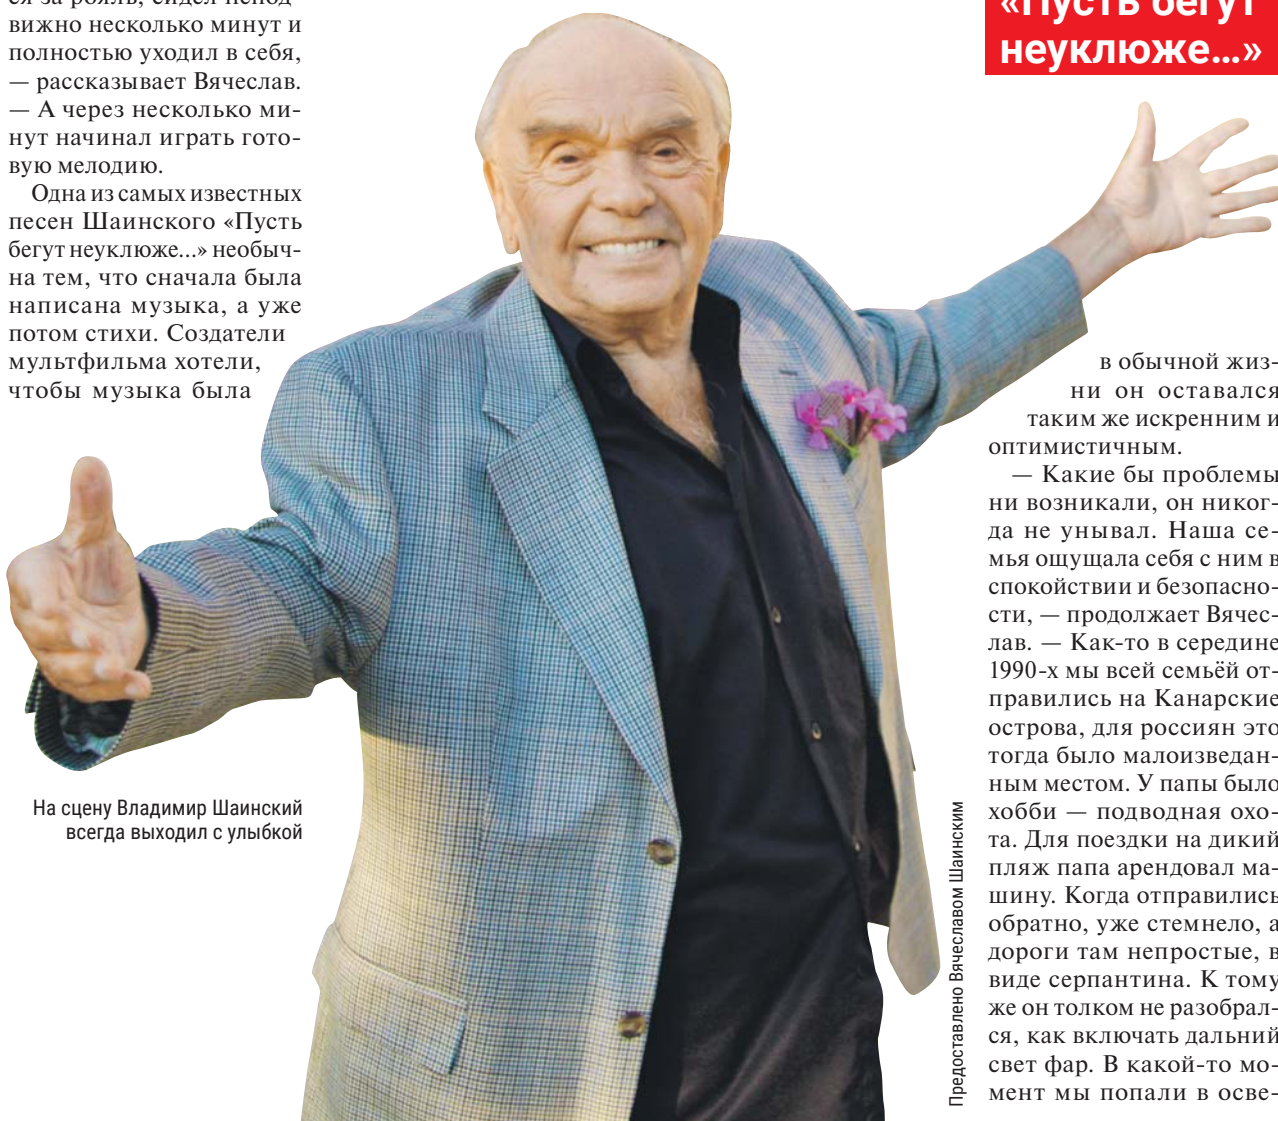 ся за рояль, сидел непод-
вижно несколько минут и
полностью уходил в себя,
— рассказывает Вячеслав.
— А через несколько ми-
нут начинал играть гото-
вую мелодию.
Одна из самых известных
песен Шаинского «Пусть
бегут неуклюже...» необыч-
на тем, что сначала была
написана музыка, а уже
потом стихи. Создатели
мультфильма хотели,
чтобы музыка была
На сцену Владимир Шаинский
всегда выходил с улыбкой
Предоставлено Вячеславом Шаинским
«Пусть бегут
неуклюже...»
в обычной жиз-
ни он оставался
таким же искренним и
оптимистичным.
— Какие бы проблемы
ни возникали, он никог-
да не унывал. Наша се-
мья ощущала себя с ним в
спокойствии и безопасно-
сти, — продолжает Вячес-
лав. — Как-то в середине
1990-х мы всей семьёй от-
правились на Канарские
острова, для россиян это
тогда было малоизведан-
ным местом. У папы было
хобби — подводная охо-
та. Для поездки на дикий
пляж папа арендовал ма-
шину. Когда отправились
обратно, уже стемнело, а
дороги там непростые, в
виде серпантина. К тому
же он толком не разобрал-
ся, как включать дальний
свет фар. В какой-то мо-
мент мы попали в осве-